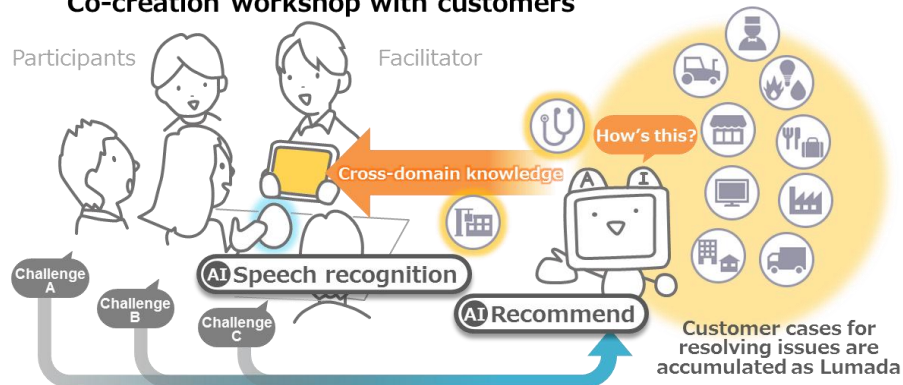 Co-creation workshop with customers
Participants
Facilitator
How's this?
Cross-domain knowledge
A I
Challenge
A
Challenge
B
Challenge
C
AI Speech recognition
AI Recommend
Customer cases for
resolving issues are
accumulated as Lumada